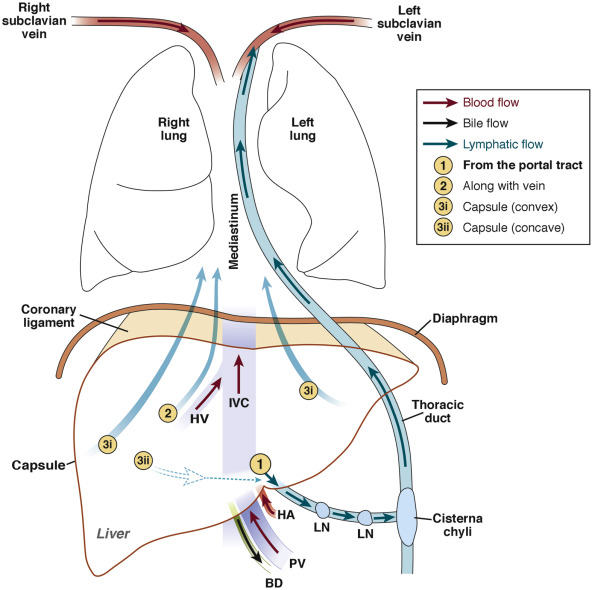 Right
subclavian
vein
Left
subclavian
vein
Right
lung
Left
lung
Mediastinum
Blood flow
Bile flow
Lymphatic flow
1 From the portal tract
2 Along with vein
3i Capsule (convex)
3ii Capsule (concave)
Coronary
ligament
Diaphragm
Thoracic
duct
Capsule
3i
2
HV
IVC
3i
3ii
1
HA
LN
LN
Cisterna
chyli
Liver
PV
BD